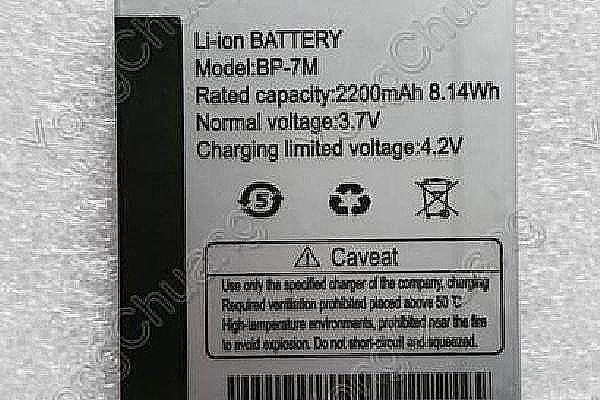 Li-ion BATTERY
Model:BP-7M
Rated capacity:2200mAh 8.14Wh
Normal voltage:3.7V
Charging limited voltage:4.2V
5
Caveat
Use only the specified charger of the company, charging
Required ventilation prohibited placed above 50 ℃
High-temperature environments, prohibited near the fire
to avoid explosion. Do not short-circuit and squeezed.